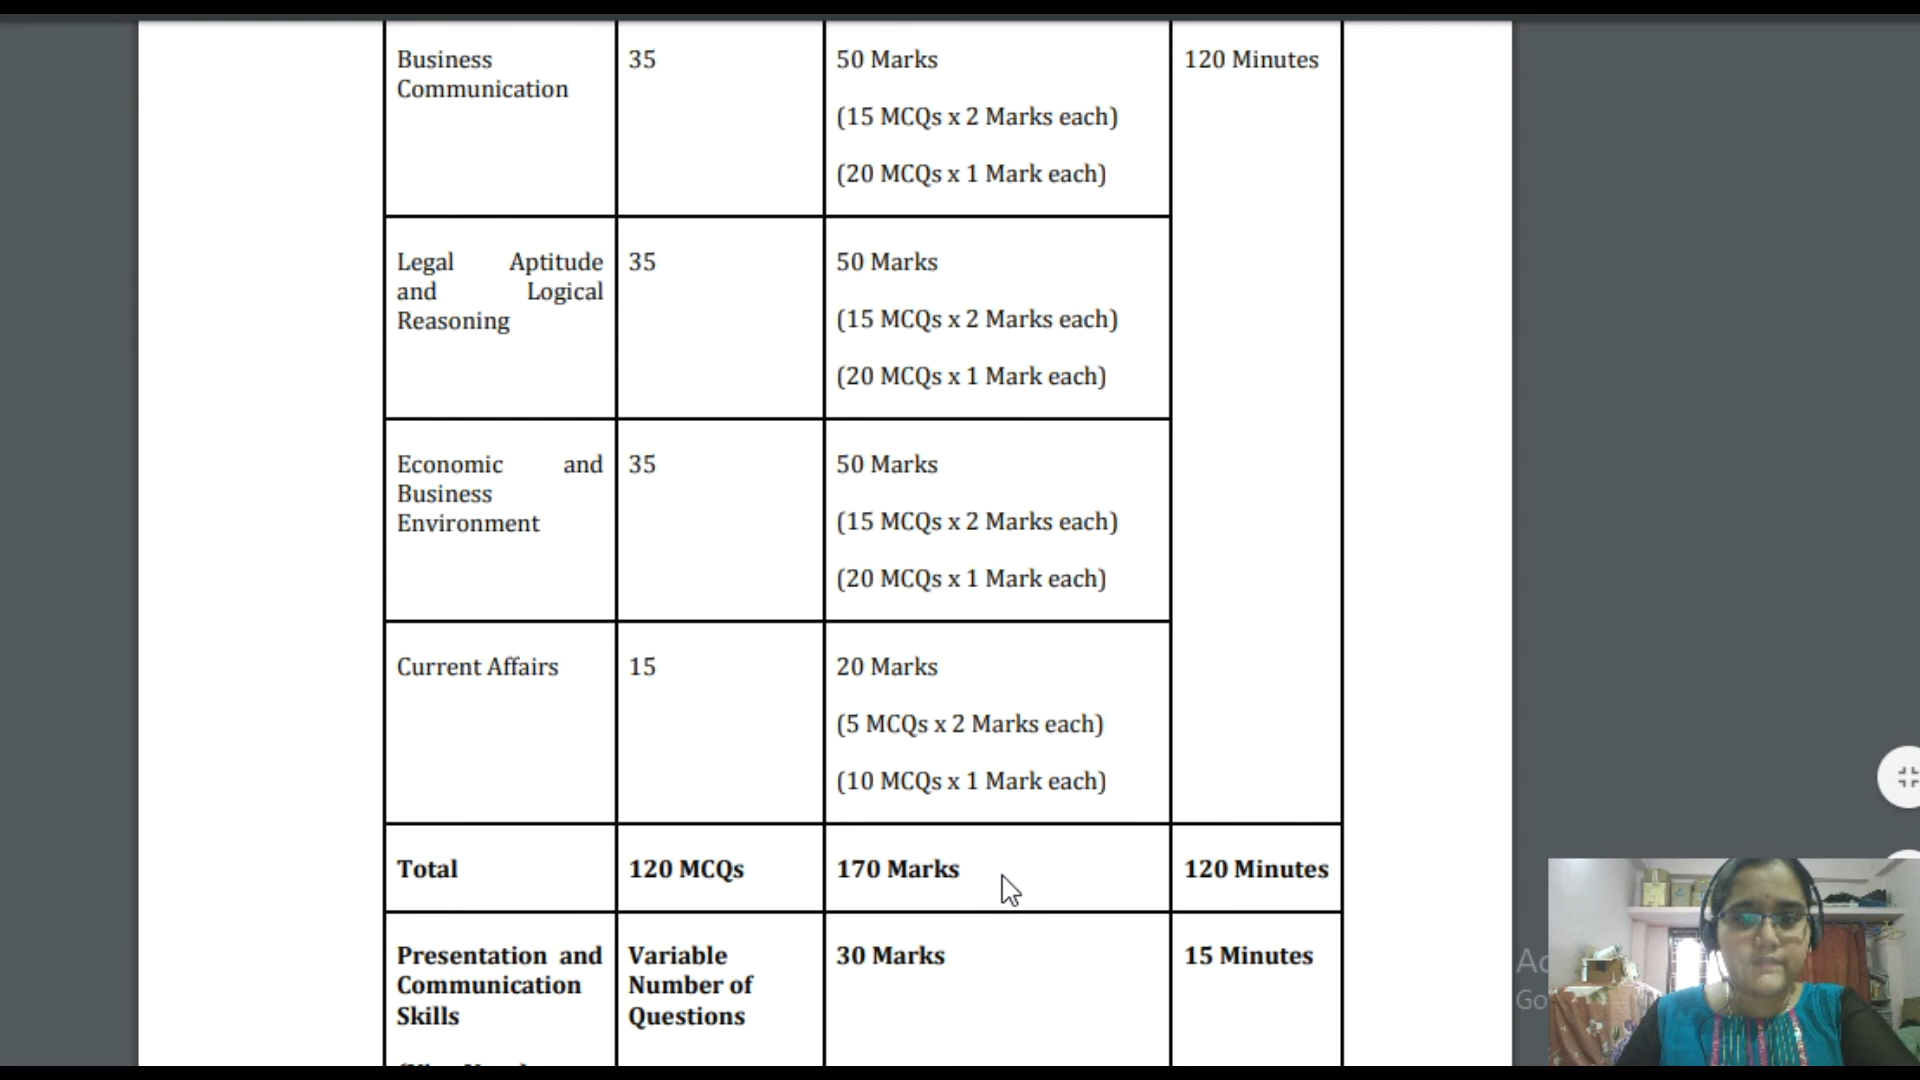 Business
Communication
35
50 Marks
(15 MCQs x 2 Marks each)
(20 MCQs x 1 Mark each)
120 Minutes
Legal Aptitude
and Logical
Reasoning
35
50 Marks
(15 MCQs x 2 Marks each)
(20 MCQs x 1 Mark each)
Economic and
Business
Environment
35
50 Marks
(15 MCQs x 2 Marks each)
(20 MCQs x 1 Mark each)
Current Affairs
15
20 Marks
(5 MCQs x 2 Marks each)
(10 MCQs x 1 Mark each)
Total
120 MCQs
170 Marks
120 Minutes
Presentation and
Communication
Skills
Variable
Number of
Questions
30 Marks
15 Minutes